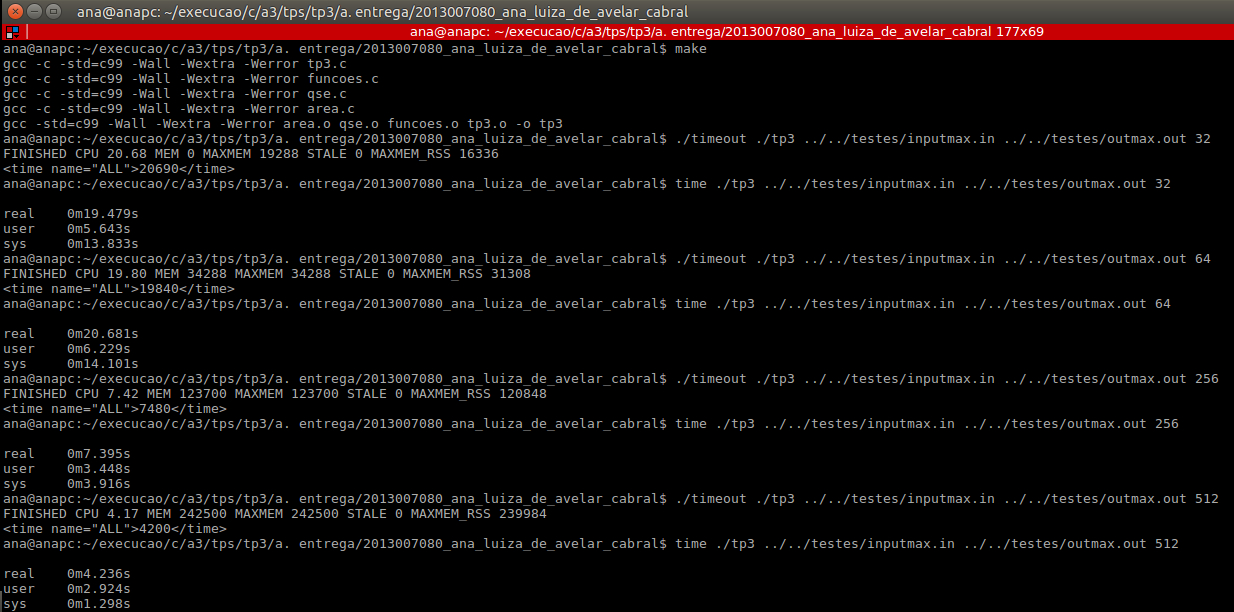 ana@anapc: ~/execucao/c/a3/tps/tp3/a. entrega/2013007080_ana_luiza_de_avelar_cabral
ana@anapc: ~/execucao/c/a3/tps/tp3/a. entrega/2013007080_ana_luiza_de_avelar_cabral 177x69
ana@anapc:~/execucao/c/a3/tps/tp3/a. entrega/2013007080_ana_luiza_de_avelar_cabral$ make
gcc -c -std=c99 -Wall -Wextra -Werror tp3.c
gcc -c -std=c99 -Wall -Wextra -Werror funcoes.c
gcc -c -std=c99 -Wall -Wextra -Werror qse.c
gcc -c -std=c99 -Wall -Wextra -Werror area.c
gcc -std=c99 -Wall -Wextra -Werror area.o qse.o funcoes.o tp3.o -o tp3
ana@anapc:~/execucao/c/a3/tps/tp3/a. entrega/2013007080_ana_luiza_de_avelar_cabral$ ./timeout ./tp3 ../../testes/inputmax.in ../../testes/outmax.out 32
FINISHED CPU 20.68 MEM 0 MAXMEM 19288 STALE 0 MAXMEM_RSS 16336
<time name="ALL">20690</time>
ana@anapc:~/execucao/c/a3/tps/tp3/a. entrega/2013007080_ana_luiza_de_avelar_cabral$ time ./tp3 ../../testes/inputmax.in ../../testes/outmax.out 32
real 0m19.479s
user 0m5.643s
sys 0m13.833s
ana@anapc:~/execucao/c/a3/tps/tp3/a. entrega/2013007080_ana_luiza_de_avelar_cabral$ ./timeout ./tp3 ../../testes/inputmax.in ../../testes/outmax.out 64
FINISHED CPU 19.80 MEM 34288 MAXMEM 34288 STALE 0 MAXMEM_RSS 31308
<time name="ALL">19840</time>
ana@anapc:~/execucao/c/a3/tps/tp3/a. entrega/2013007080_ana_luiza_de_avelar_cabral$ time ./tp3 ../../testes/inputmax.in ../../testes/outmax.out 64
real 0m20.681s
user 0m6.229s
sys 0m14.101s
ana@anapc:~/execucao/c/a3/tps/tp3/a. entrega/2013007080_ana_luiza_de_avelar_cabral$ ./timeout ./tp3 ../../testes/inputmax.in ../../testes/outmax.out 256
FINISHED CPU 7.42 MEM 123700 MAXMEM 123700 STALE 0 MAXMEM_RSS 120848
<time name="ALL">7480</time>
ana@anapc:~/execucao/c/a3/tps/tp3/a. entrega/2013007080_ana_luiza_de_avelar_cabral$ time ./tp3 ../../testes/inputmax.in ../../testes/outmax.out 256
real 0m7.395s
user 0m3.448s
sys 0m3.916s
ana@anapc:~/execucao/c/a3/tps/tp3/a. entrega/2013007080_ana_luiza_de_avelar_cabral$ ./timeout ./tp3 ../../testes/inputmax.in ../../testes/outmax.out 512
FINISHED CPU 4.17 MEM 242500 MAXMEM 242500 STALE 0 MAXMEM_RSS 239984
<time name="ALL">4200</time>
ana@anapc:~/execucao/c/a3/tps/tp3/a. entrega/2013007080_ana_luiza_de_avelar_cabral$ time ./tp3 ../../testes/inputmax.in ../../testes/outmax.out 512
real 0m4.236s
user 0m2.924s
sys 0m1.298s